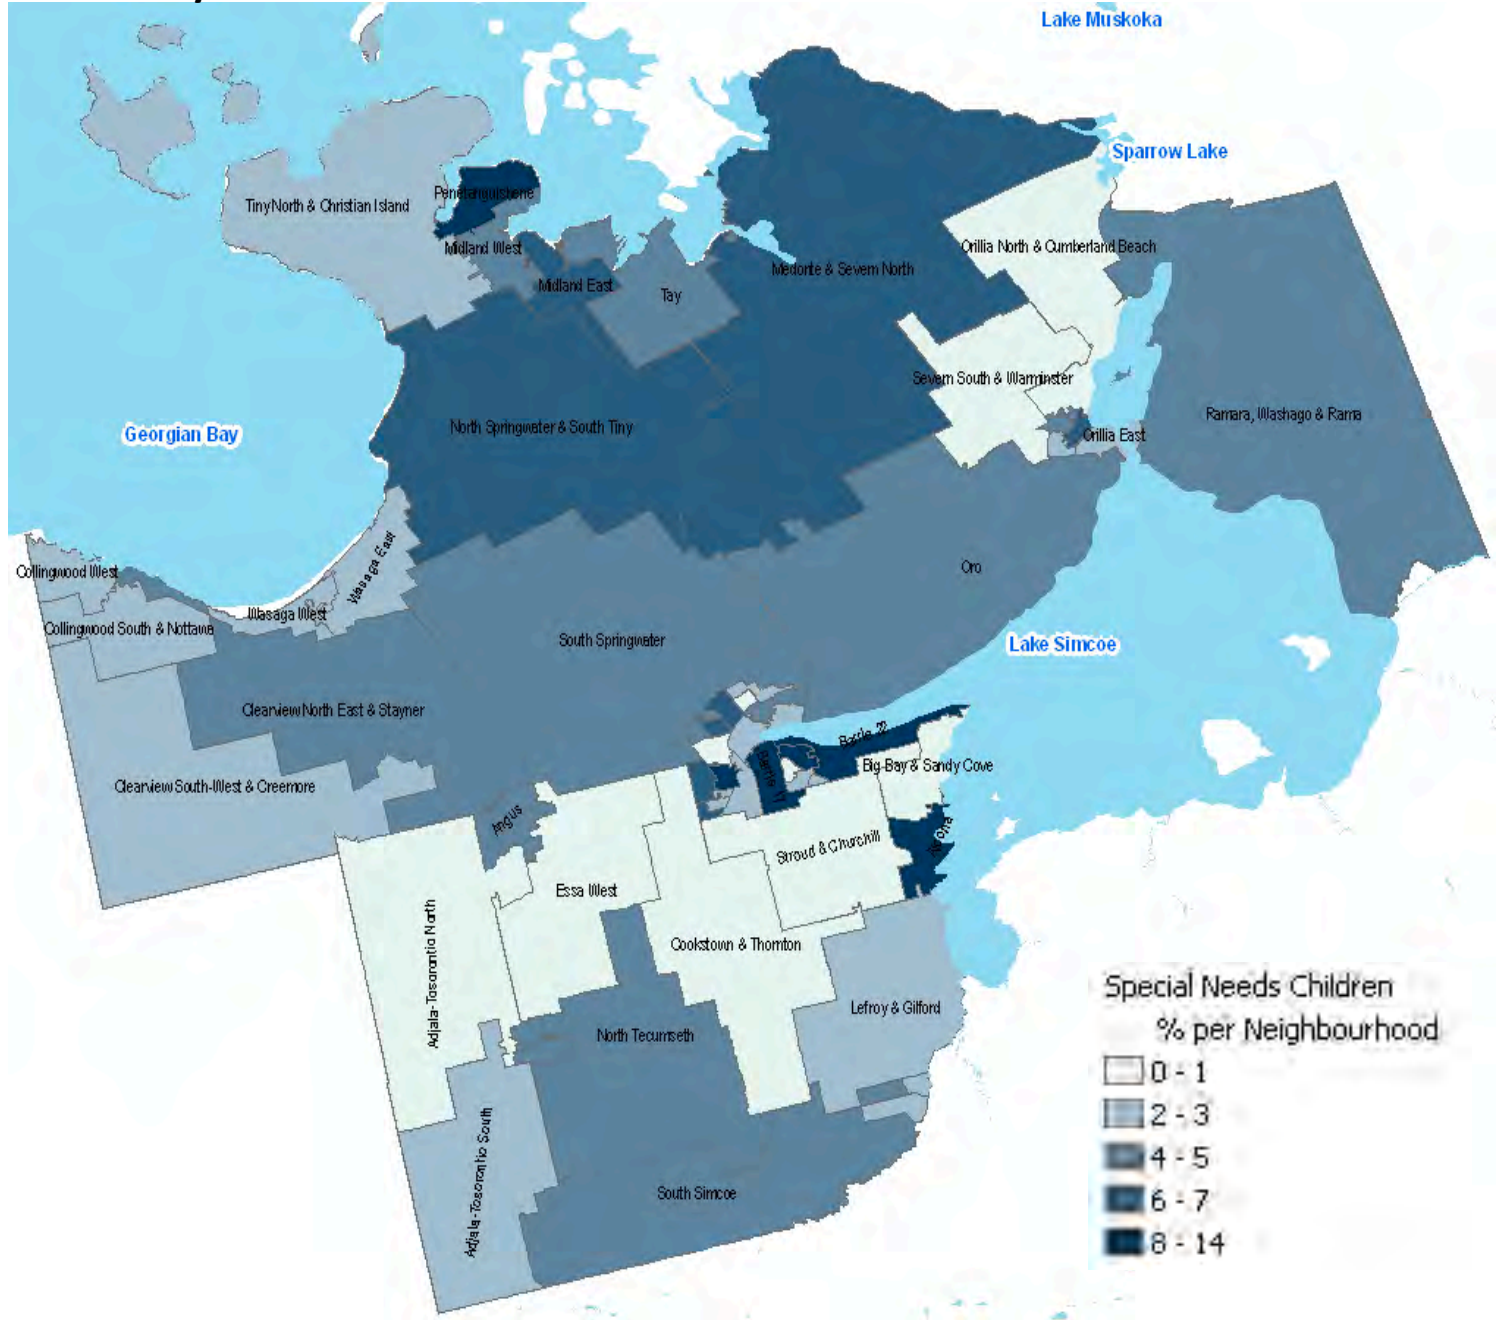 Lake Muskoka
Sparrow Lake
Penetanguishene
Tiny North & Christian Island
Midland West
Orillia North & Cumberland Beach
Medonte & Severn North
Midland East
Tay
Severn South & Warminster
Ramara, Washago & Rama
Georgian Bay
North Springwater & South Tiny
Orillia East
Wasaga East
Collingwood West
Oro
Wasaga West
Collingwood South & Nottawa
South Springwater
Lake Simcoe
Clearview North East & Stayner
Barrie 22
Big Bay & Sandy Cove
Barrie 17
Clearview South-West & Creemore
Angus
Alcona
Stroud & Churchill
Essa West
Adjala-Tosorontio North
Cookstown & Thornton
Special Needs Children
Lefroy & Gilford
% per Neighbourhood
North Tecumseth
0 - 1
2 - 3
Adjala-Tosorontio South
4 - 5
South Simcoe
6 - 7
8 - 14